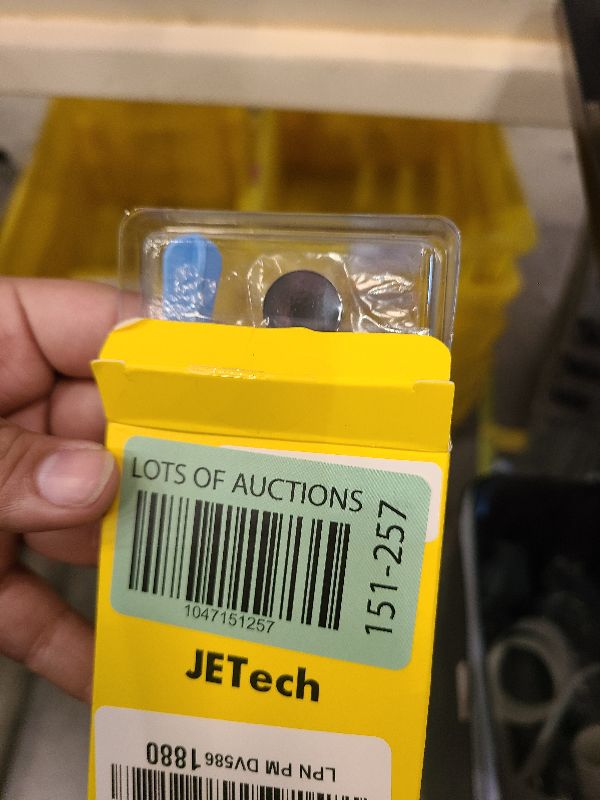 LOTS OF AUCTIONS
1047151257
151-257
JETech
LPN PM DV586 1880